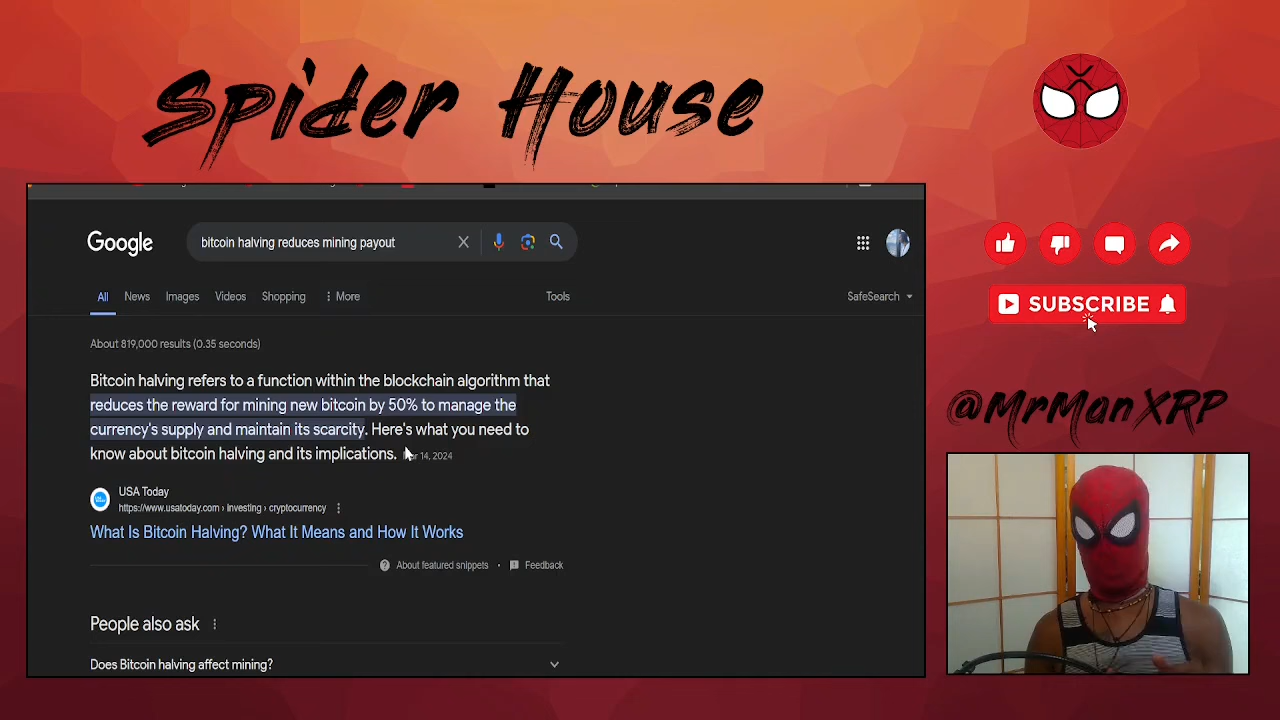 Spider House
Google
bitcoin halving reduces mining payout
All News Images Videos Shopping More Tools SafeSearch
About 819,000 results (0.35 seconds)
Bitcoin halving refers to a function within the blockchain algorithm that
reduces the reward for mining new bitcoin by 50% to manage the
currency's supply and maintain its scarcity. Here's what you need to
know about bitcoin halving and its implications. 14, 2024
USA Today
https://www.usatoday.com › Investing › cryptocurrency
What Is Bitcoin Halving? What It Means and How It Works
About featured snippets • Feedback
People also ask
Does Bitcoin halving affect mining?
SUBSCRIBE
@MrManXRP